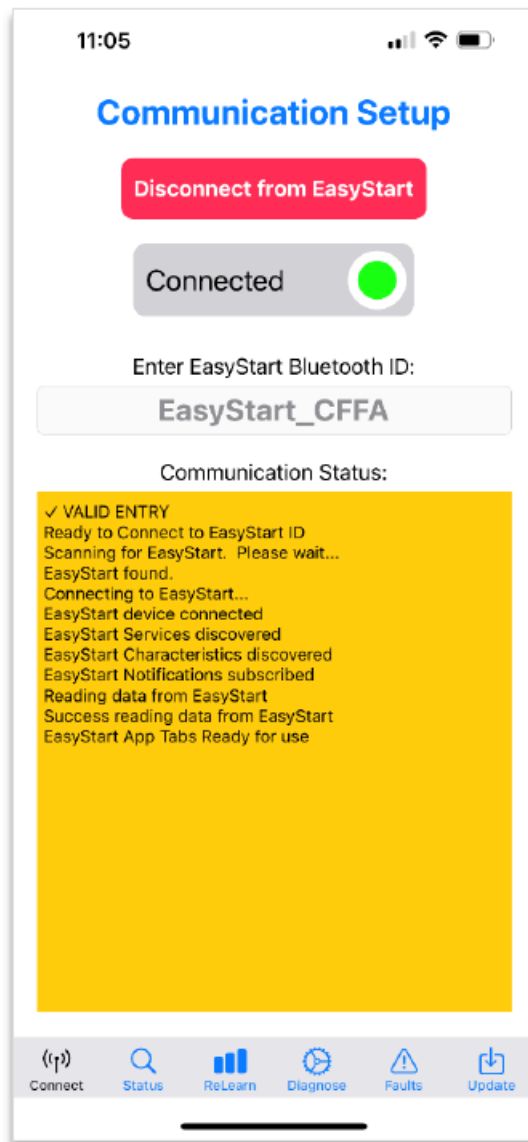 11:05
Communication Setup
Disconnect from EasyStart
Connected
Enter EasyStart Bluetooth ID:
EasyStart_CFFA
Communication Status:
✓ VALID ENTRY
Ready to Connect to EasyStart ID
Scanning for EasyStart.  Please wait...
EasyStart found.
Connecting to EasyStart...
EasyStart device connected
EasyStart Services discovered
EasyStart Characteristics discovered
EasyStart Notifications subscribed
Reading data from EasyStart
Success reading data from EasyStart
EasyStart App Tabs Ready for use
Connect Status ReLearn Diagnose Faults Update